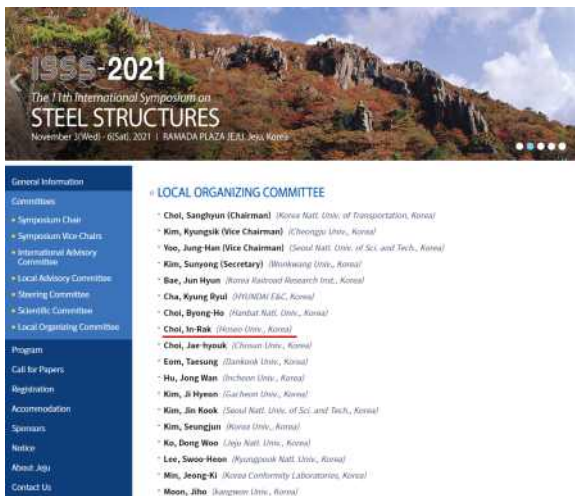 ISSS-2021
The 11th International Symposium on
STEEL STRUCTURES
November 3(Wed) - 6(Sat), 2021 | RAMADA PLAZA JEJU, Jeju, Korea
General Information
Committees
Symposium Chair
Symposium Vice Chairs
International Advisory
Committee
Local Advisory Committee
Steering Committee
Scientific Committee
Local Organizing Committee
Program
Call for Papers
Registration
Accommodation
Sponsors
Notice
About Jeju
Contact Us
LOCAL ORGANIZING COMMITTEE
Choi, Sanghyun (Chairman) (Korea Natl. Univ. of Transportation, Korea)
Kim, Kyungsik (Vice Chairman) (Cheongju Univ., Korea)
Yoo, Jung-Han (Vice Chairman) (Seoul Natl. Univ. of Sci. and Tech., Korea)
Kim, Sunyong (Secretary) (Wonkwang Univ., Korea)
Bae, Jun Hyun (Korea Railroad Research Inst., Korea)
Cha, Kyung Ryul (HYUNDAI E&C, Korea)
Choi, Byong-Ho (Hanbat Natl. Univ., Korea)
Choi, In-Rak (Hoseo Univ., Korea)
Choi, Jae-hyouk (Chosun Univ., Korea)
Eom, Taesung (Dankook Univ., Korea)
Hu, Jong Wan (Incheon Univ., Korea)
Kim, Ji Hyeon (Gachon Univ., Korea)
Kim, Jin Kook (Seoul Natl. Univ. of Sci. and Tech., Korea)
Kim, Seungjun (Korea Univ., Korea)
Ko, Dong Woo (Jeju Natl. Univ., Korea)
Lee, Swoo-Heon (Kyungpook Natl. Univ., Korea)
Min, Jeong-Ki (Korea Conformity Laboratories, Korea)
Moon, Jiho (kangwon Univ., Korea)